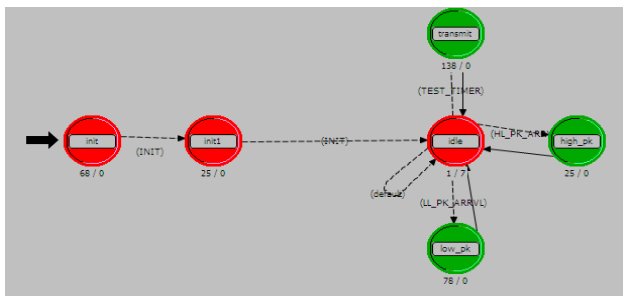 transmit
138 / 0
(TEST_TIMER)
init
init1
idle
high_pk
(INIT)
(INIT)
68 / 0
25 / 0
1 / 7
25 / 0
(default)
(LL_PK_ARRVL)
low_pk
78 / 0